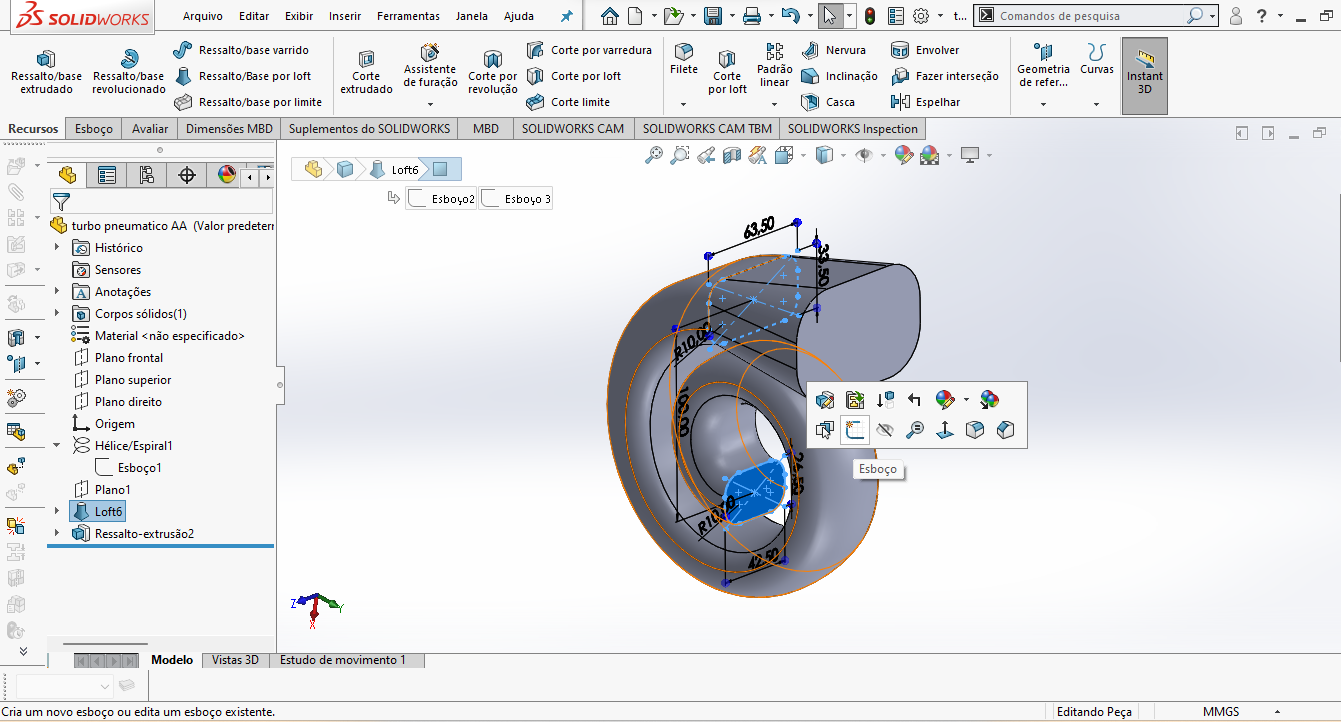 SOLIDWORKS
Arquivo Editar Exibir Inserir Ferramentas Janela Ajuda
t...
Comandos de pesquisa
?
Ressalto/base extrudado
Ressalto/base revolucionado
Ressalto/base varrido
Ressalto/Base por loft
Ressalto/base por limite
Corte extrudado
Assistente de furação
Corte por revolução
Corte por varredura
Corte por loft
Corte limite
Filete
Corte por loft
Padrão linear
Nervura
Inclinação
Casca
Envolver
Fazer interseção
Espelhar
Geometria de refer...
Curvas
Instant 3D
Recursos Esboço Avaliar Dimensões MBD Suplementos do SOLIDWORKS MBD SOLIDWORKS CAM SOLIDWORKS CAM TBM SOLIDWORKS Inspection
Loft6
Esboço2 Esboço 3
turbo pneumatico AA (Valor predeterr
Histórico
Sensores
Anotações
Corpos sólidos(1)
Material <não especificado>
Plano frontal
Plano superior
Plano direito
Origem
Hélice/Espiral1
Esboço1
Plano1
Loft6
Ressalto-extrusão2
63,50
33,50
R10,00
100,00
24,50
42,50
Esboço
Z
Y
X
Modelo Vistas 3D Estudo de movimento 1
Cria um novo esboço ou edita um esboço existente.
Editando Peça
MMGS